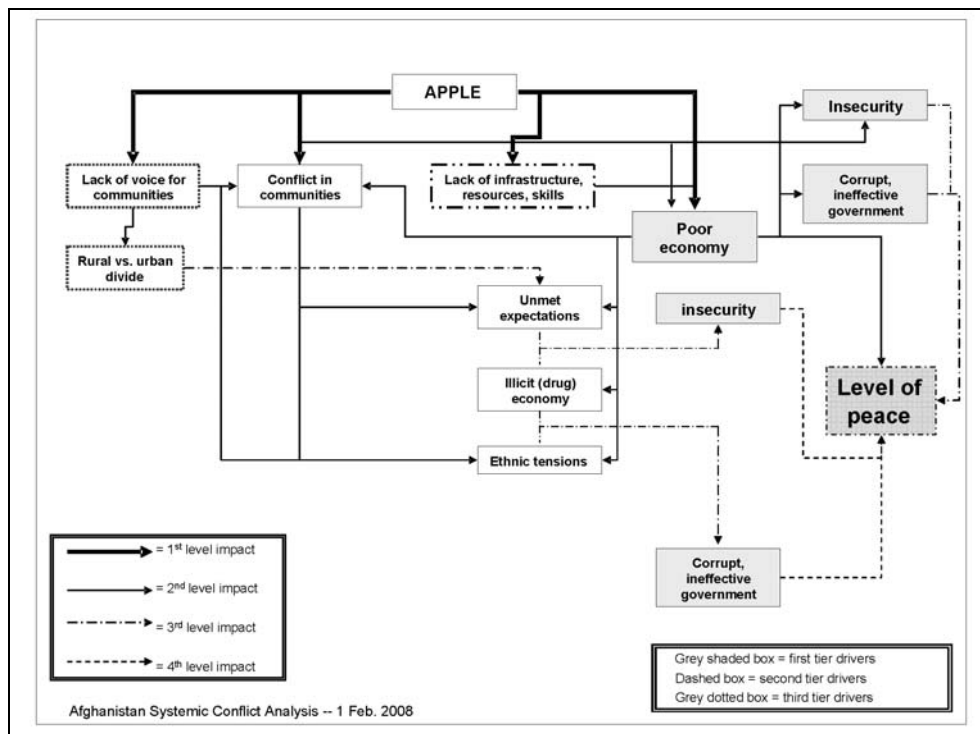 APPLE
Insecurity
Lack of voice for
communities
Conflict in
communities
Lack of infrastructure,
resources, skills
Corrupt,
ineffective
government
Poor
economy
Rural vs. urban
divide
Unmet
expectations
insecurity
Illicit (drug)
economy
Level of
peace
Ethnic tensions
Corrupt,
ineffective
government
= 1st level impact
= 2nd level impact
= 3rd level impact
= 4th level impact
Grey shaded box = first tier drivers
Dashed box = second tier drivers
Grey dotted box = third tier drivers
Afghanistan Systemic Conflict Analysis -- 1 Feb. 2008